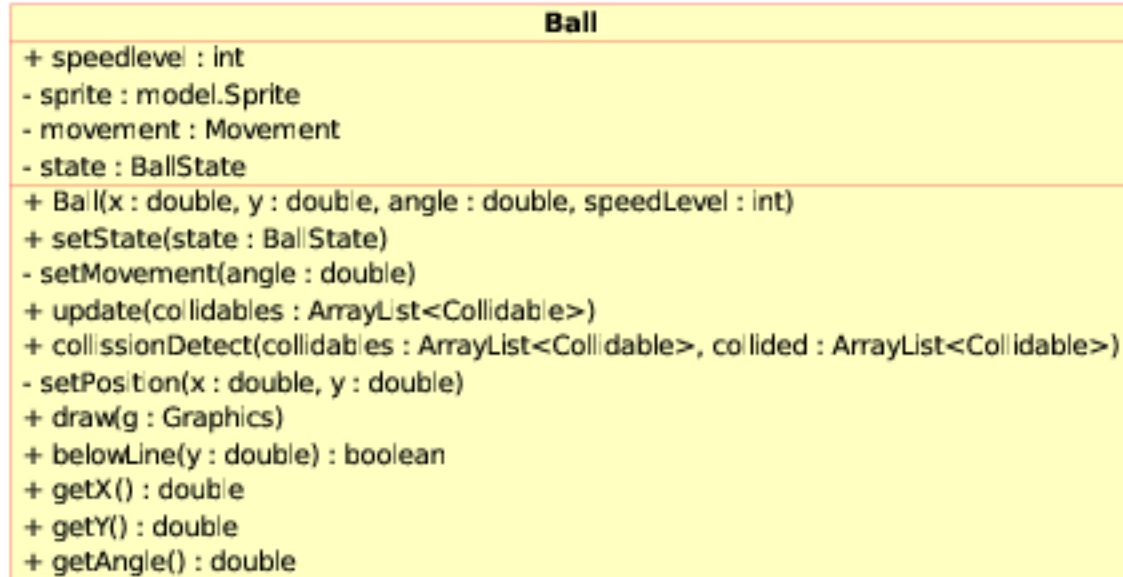 Ball
+ speedlevel : int
- sprite : model.Sprite
- movement : Movement
- state : BallState
+ Ball(x : double, y : double, angle : double, speedLevel : int)
+ setState(state : BallState)
- setMovement(angle : double)
+ update(collidables : ArrayList<Collidable>)
+ collissionDetect(collidables : ArrayList<Collidable>, collided : ArrayList<Collidable>)
- setPosition(x : double, y : double)
+ draw(g : Graphics)
+ belowLine(y : double) : boolean
+ getX() : double
+ getY() : double
+ getAngle() : double